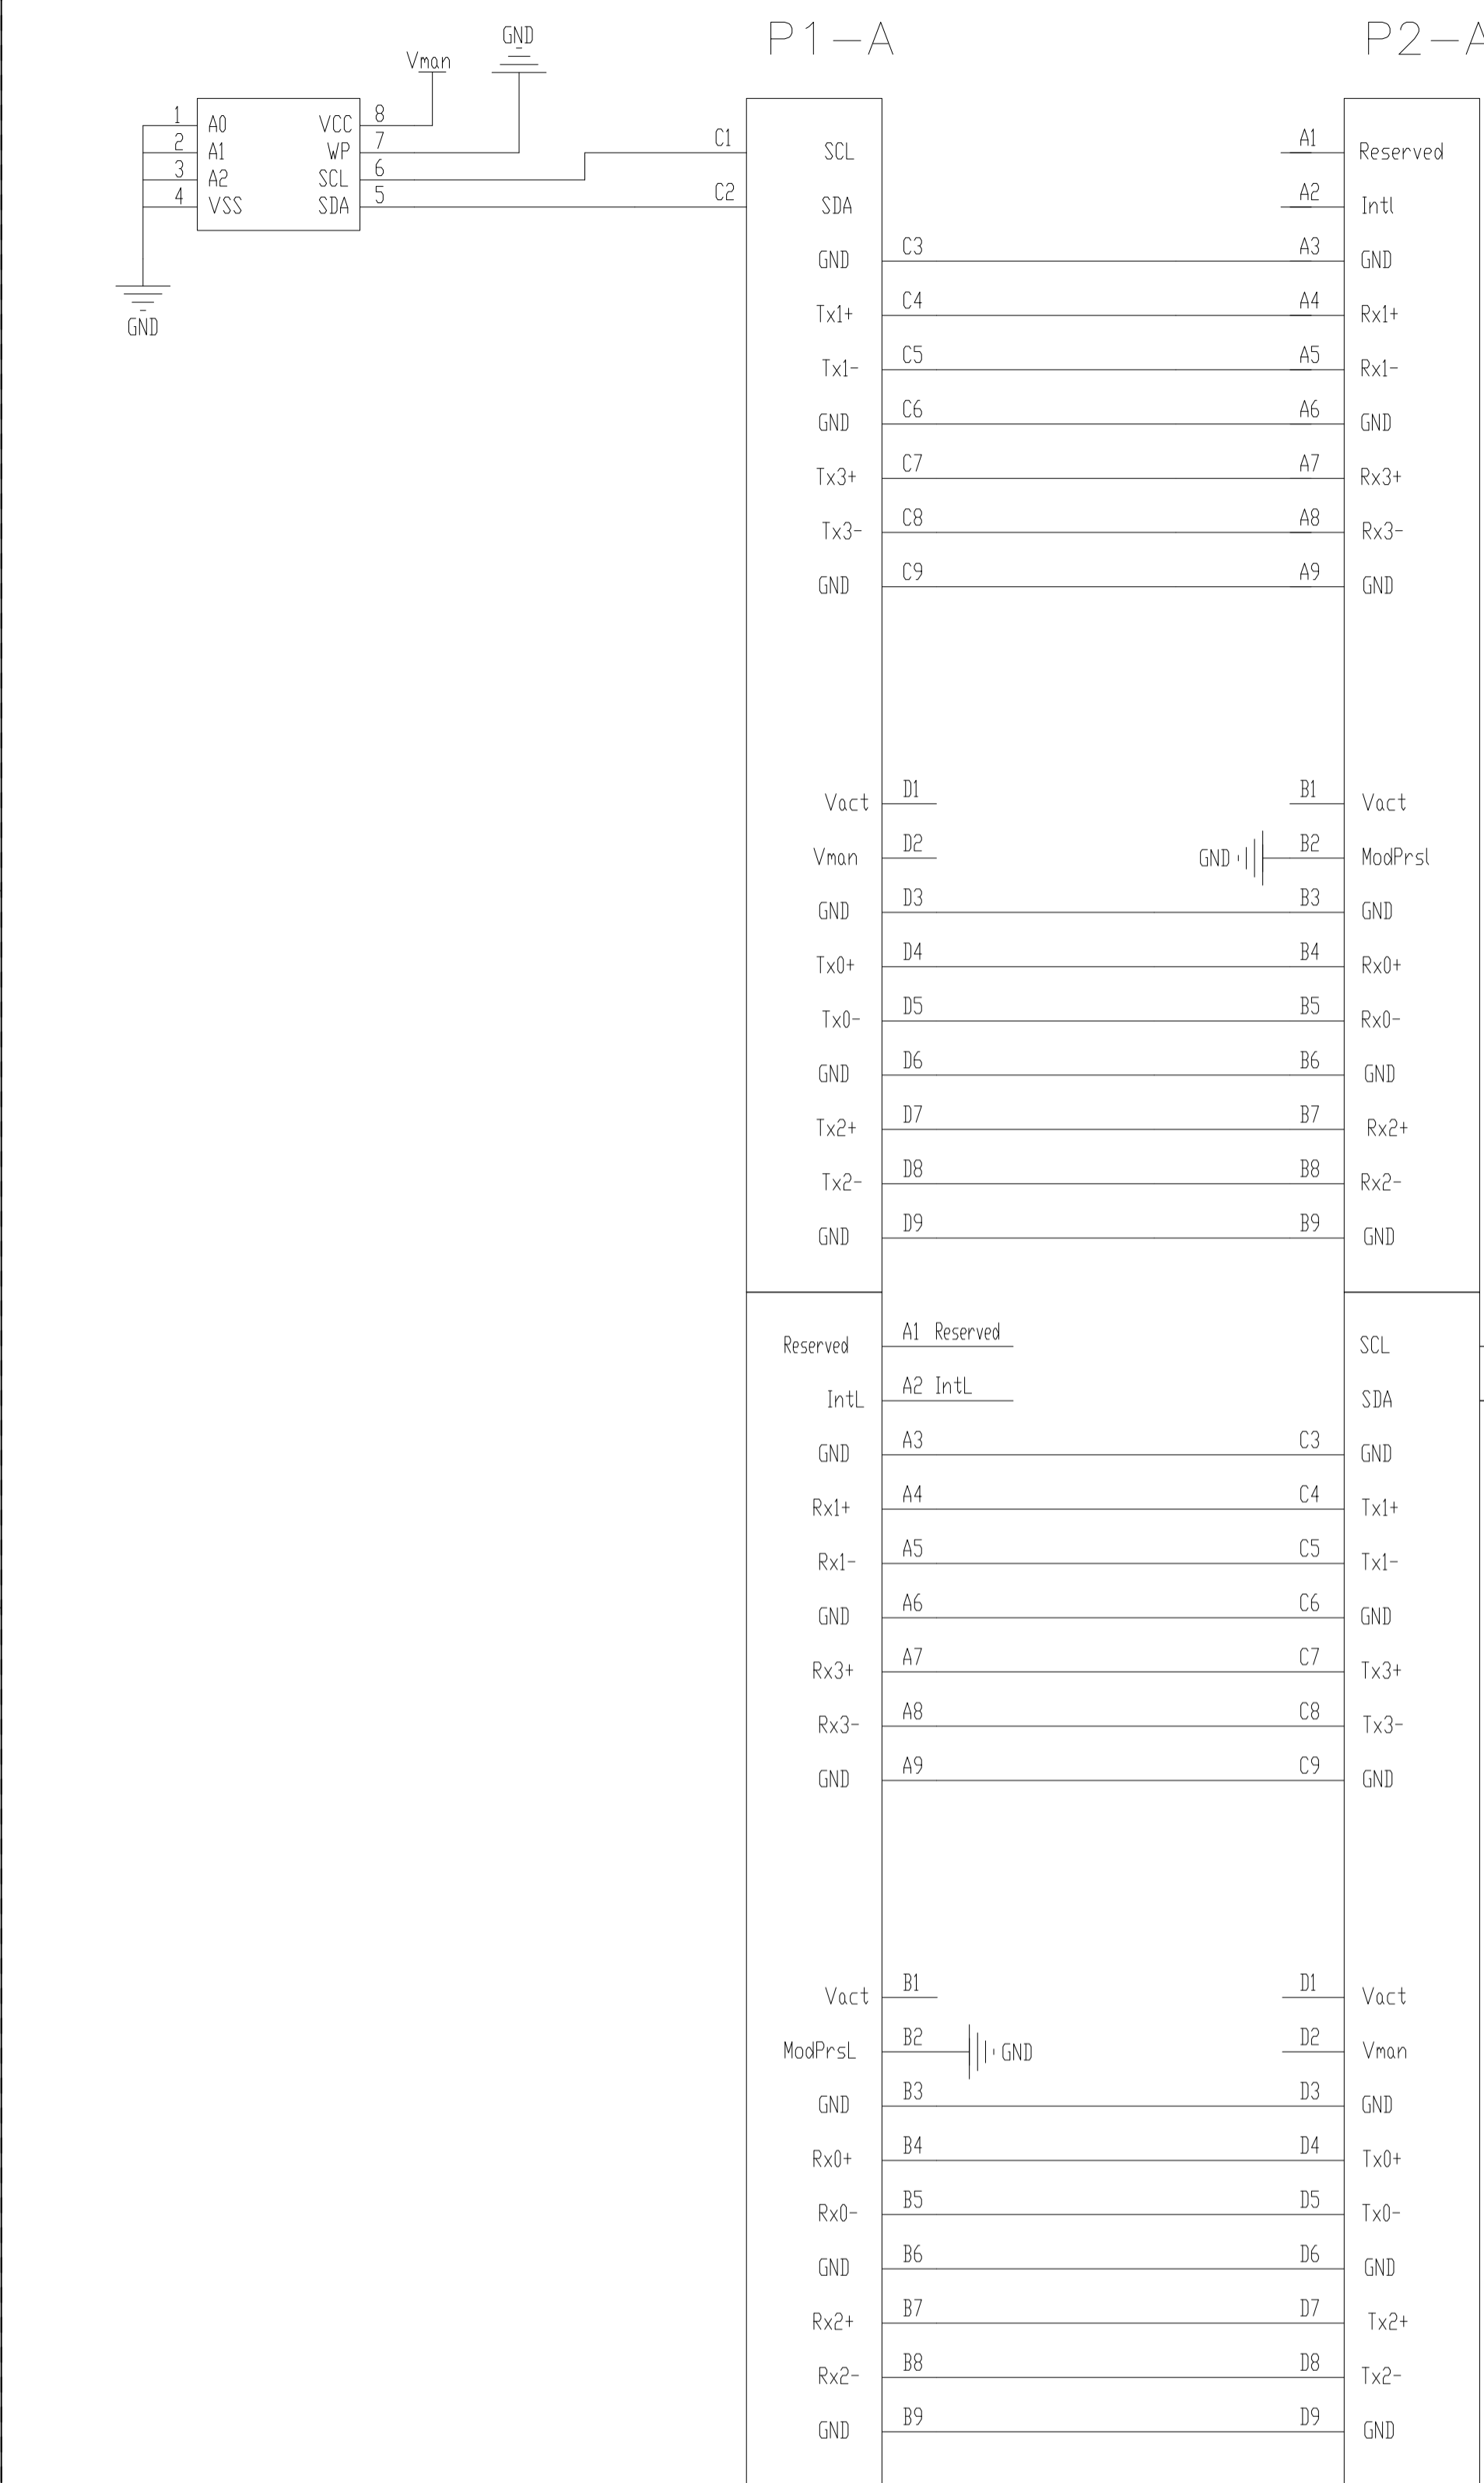 P1-A P2-A
GND
Vman
1 A0 VCC 8
2 A1 WP 7
3 A2 SCL 6
4 VSS SDA 5
GND
C1 SCL A1 Reserved
C2 SDA A2 Intl
GND C3 A3 GND
Tx1+ C4 A4 Rx1+
Tx1- C5 A5 Rx1-
GND C6 A6 GND
Tx3+ C7 A7 Rx3+
Tx3- C8 A8 Rx3-
GND C9 A9 GND
Vact D1 B1 Vact
Vman D2 GND B2 ModPrsl
GND D3 B3 GND
Tx0+ D4 B4 Rx0+
Tx0- D5 B5 Rx0-
GND D6 B6 GND
Tx2+ D7 B7 Rx2+
Tx2- D8 B8 Rx2-
GND D9 B9 GND
Reserved A1 Reserved SCL
IntL A2 IntL SDA
GND A3 C3 GND
Rx1+ A4 C4 Tx1+
Rx1- A5 C5 Tx1-
GND A6 C6 GND
Rx3+ A7 C7 Tx3+
Rx3- A8 C8 Tx3-
GND A9 C9 GND
Vact B1 D1 Vact
ModPrsL B2 GND D2 Vman
GND B3 D3 GND
Rx0+ B4 D4 Tx0+
Rx0- B5 D5 Tx0-
GND B6 D6 GND
Rx2+ B7 D7 Tx2+
Rx2- B8 D8 Tx2-
GND B9 D9 GND